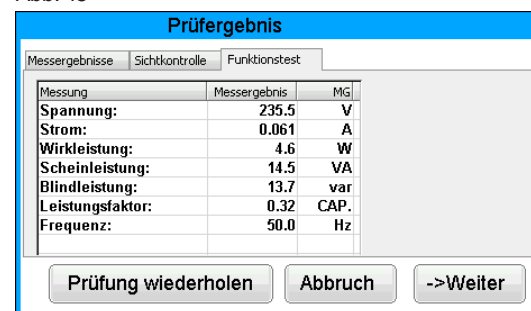 Prüfergebnis
Messergebnisse Sichtkontrolle Funktionstest
Messung Messergebnis MG
Spannung: 235.5 V
Strom: 0.061 A
Wirkleistung: 4.6 W
Scheinleistung: 14.5 VA
Blindleistung: 13.7 var
Leistungsfaktor: 0.32 CAP.
Frequenz: 50.0 Hz
Prüfung wiederholen Abbruch ->Weiter